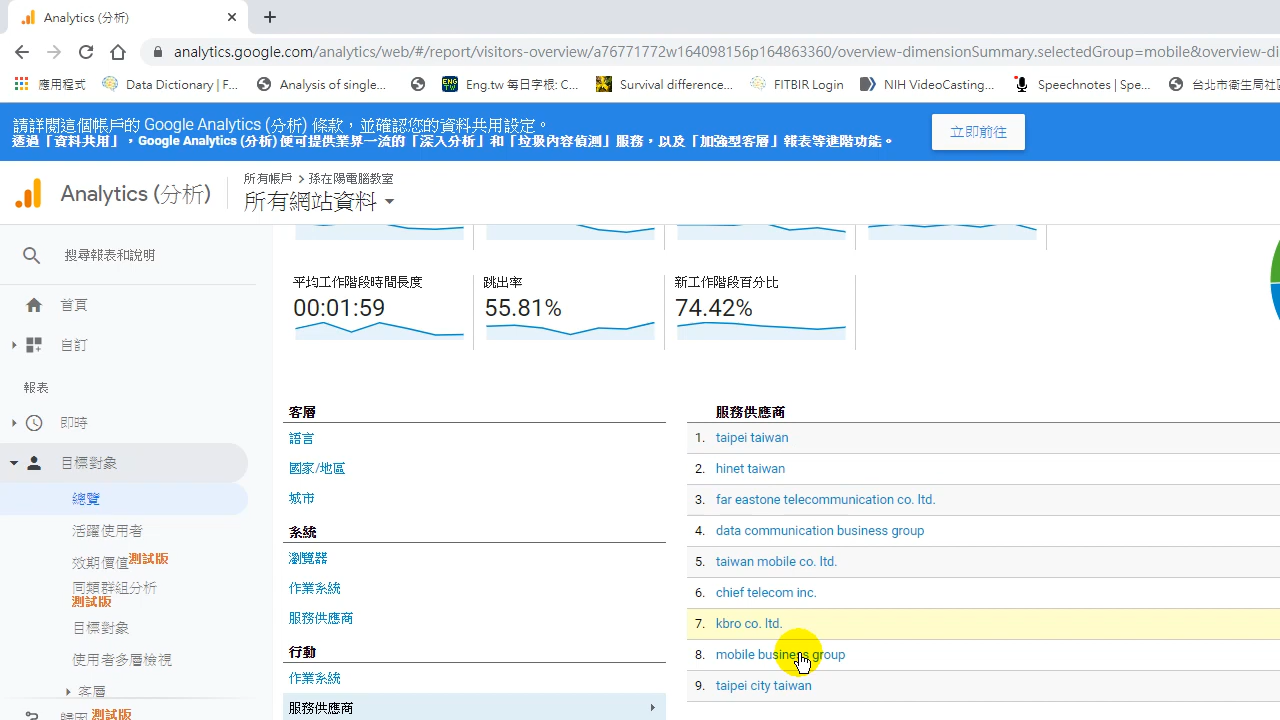 Analytics (分析)
analytics.google.com/analytics/web/#/report/visitors-overview/a76771772w164098156p164863360/overview-dimensionSummary.selectedGroup=mobile&overview-di
應用程式 Data Dictionary | F... Analysis of single... Eng.tw 每日字根: C... Survival difference... FITBIR Login NIH VideoCasting... Speechnotes | Spe... 台北市衛生局社區
請詳閱這個帳戶的 Google Analytics (分析) 條款，並確認您的資料共用設定。
透過「資料共用」，Google Analytics (分析) 便可提供業界一流的「深入分析」和「垃圾內容偵測」服務，以及「加強型客層」報表等進階功能。
立即前往
Analytics (分析)
所有帳戶 > 孫在陽電腦教室
所有網站資料
搜尋報表和說明
首頁
自訂
報表
即時
目標對象
總覽
活躍使用者
效期價值測試版
同類群組分析
測試版
目標對象
使用者多層檢視
客層
歸因 測試版
平均工作階段時間長度 跳出率 新工作階段百分比
00:01:59 55.81% 74.42%
客層
語言
國家/地區
城市
系統
瀏覽器
作業系統
服務供應商
行動
作業系統
服務供應商
服務供應商
1. taipei taiwan
2. hinet taiwan
3. far eastone telecommunication co. ltd.
4. data communication business group
5. taiwan mobile co. ltd.
6. chief telecom inc.
7. kbro co. ltd.
8. mobile business group
9. taipei city taiwan